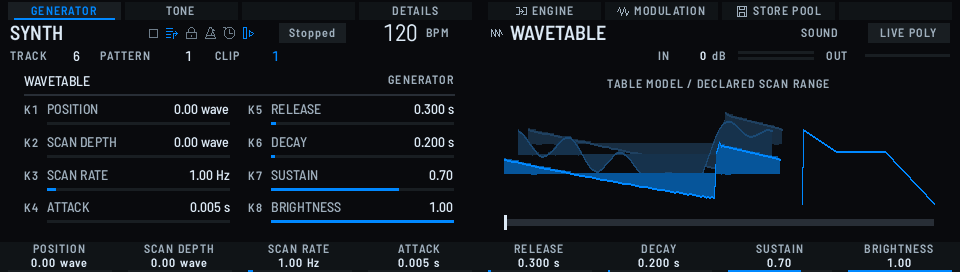 GENERATOR TONE DETAILS ENGINE MODULATION STORE POOL
SYNTH Stopped 120 BPM WAVETABLE SOUND LIVE POLY
TRACK 6 PATTERN 1 CLIP 1 IN 0 dB OUT
WAVETABLE GENERATOR TABLE MODEL / DECLARED SCAN RANGE
K1 POSITION 0.00 wave K5 RELEASE 0.300 s
K2 SCAN DEPTH 0.00 wave K6 DECAY 0.200 s
K3 SCAN RATE 1.00 Hz K7 SUSTAIN 0.70
K4 ATTACK 0.005 s K8 BRIGHTNESS 1.00
POSITION SCAN DEPTH SCAN RATE ATTACK RELEASE DECAY SUSTAIN BRIGHTNESS
0.00 wave 0.00 wave 1.00 Hz 0.005 s 0.300 s 0.200 s 0.70 1.00